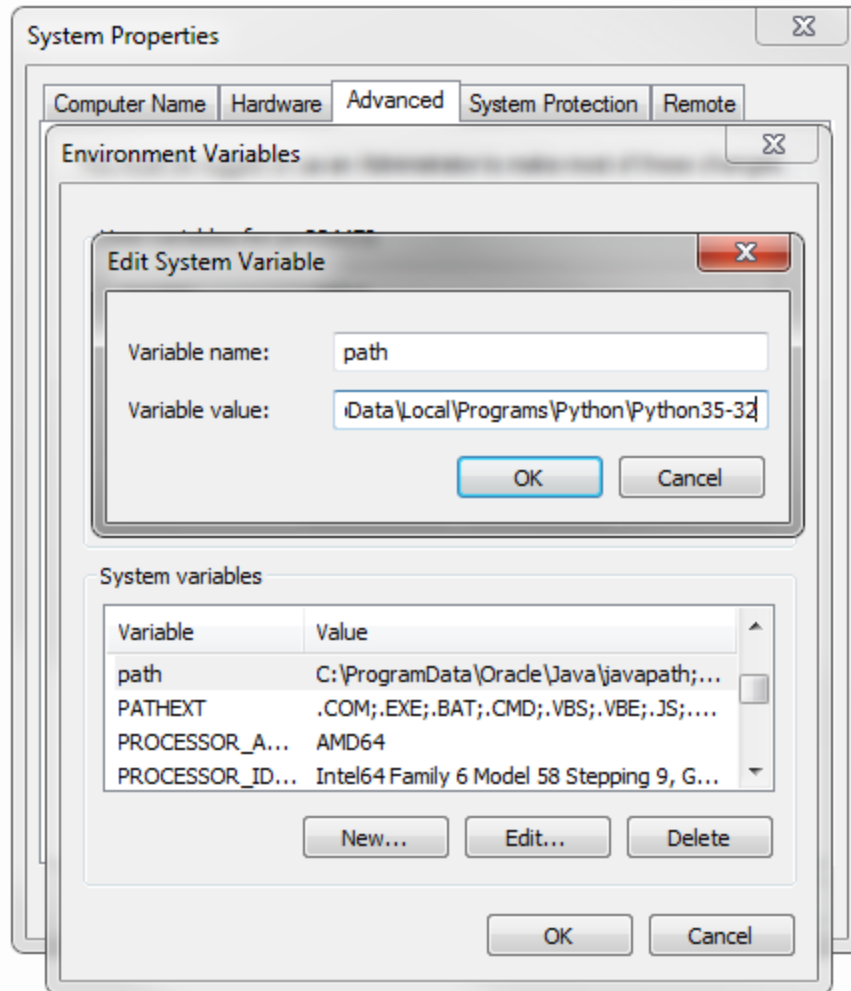 System Properties
Computer Name Hardware Advanced System Protection Remote
Environment Variables
Edit System Variable
Variable name: path
Variable value: Data\Local\Programs\Python\Python35-32
OK Cancel
System variables
Variable Value
path C:\ProgramData\Oracle\Java\javapath;...
PATHEXT .COM;.EXE;.BAT;.CMD;.VBS;.VBE;.JS;....
PROCESSOR_A... AMD64
PROCESSOR_ID... Intel64 Family 6 Model 58 Stepping 9, G...
New... Edit... Delete
OK Cancel